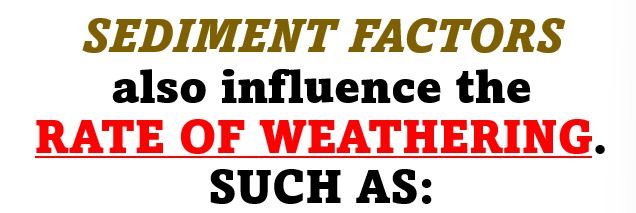 SEDIMENT FACTORS
also influence the
RATE OF WEATHERING.
SUCH AS: